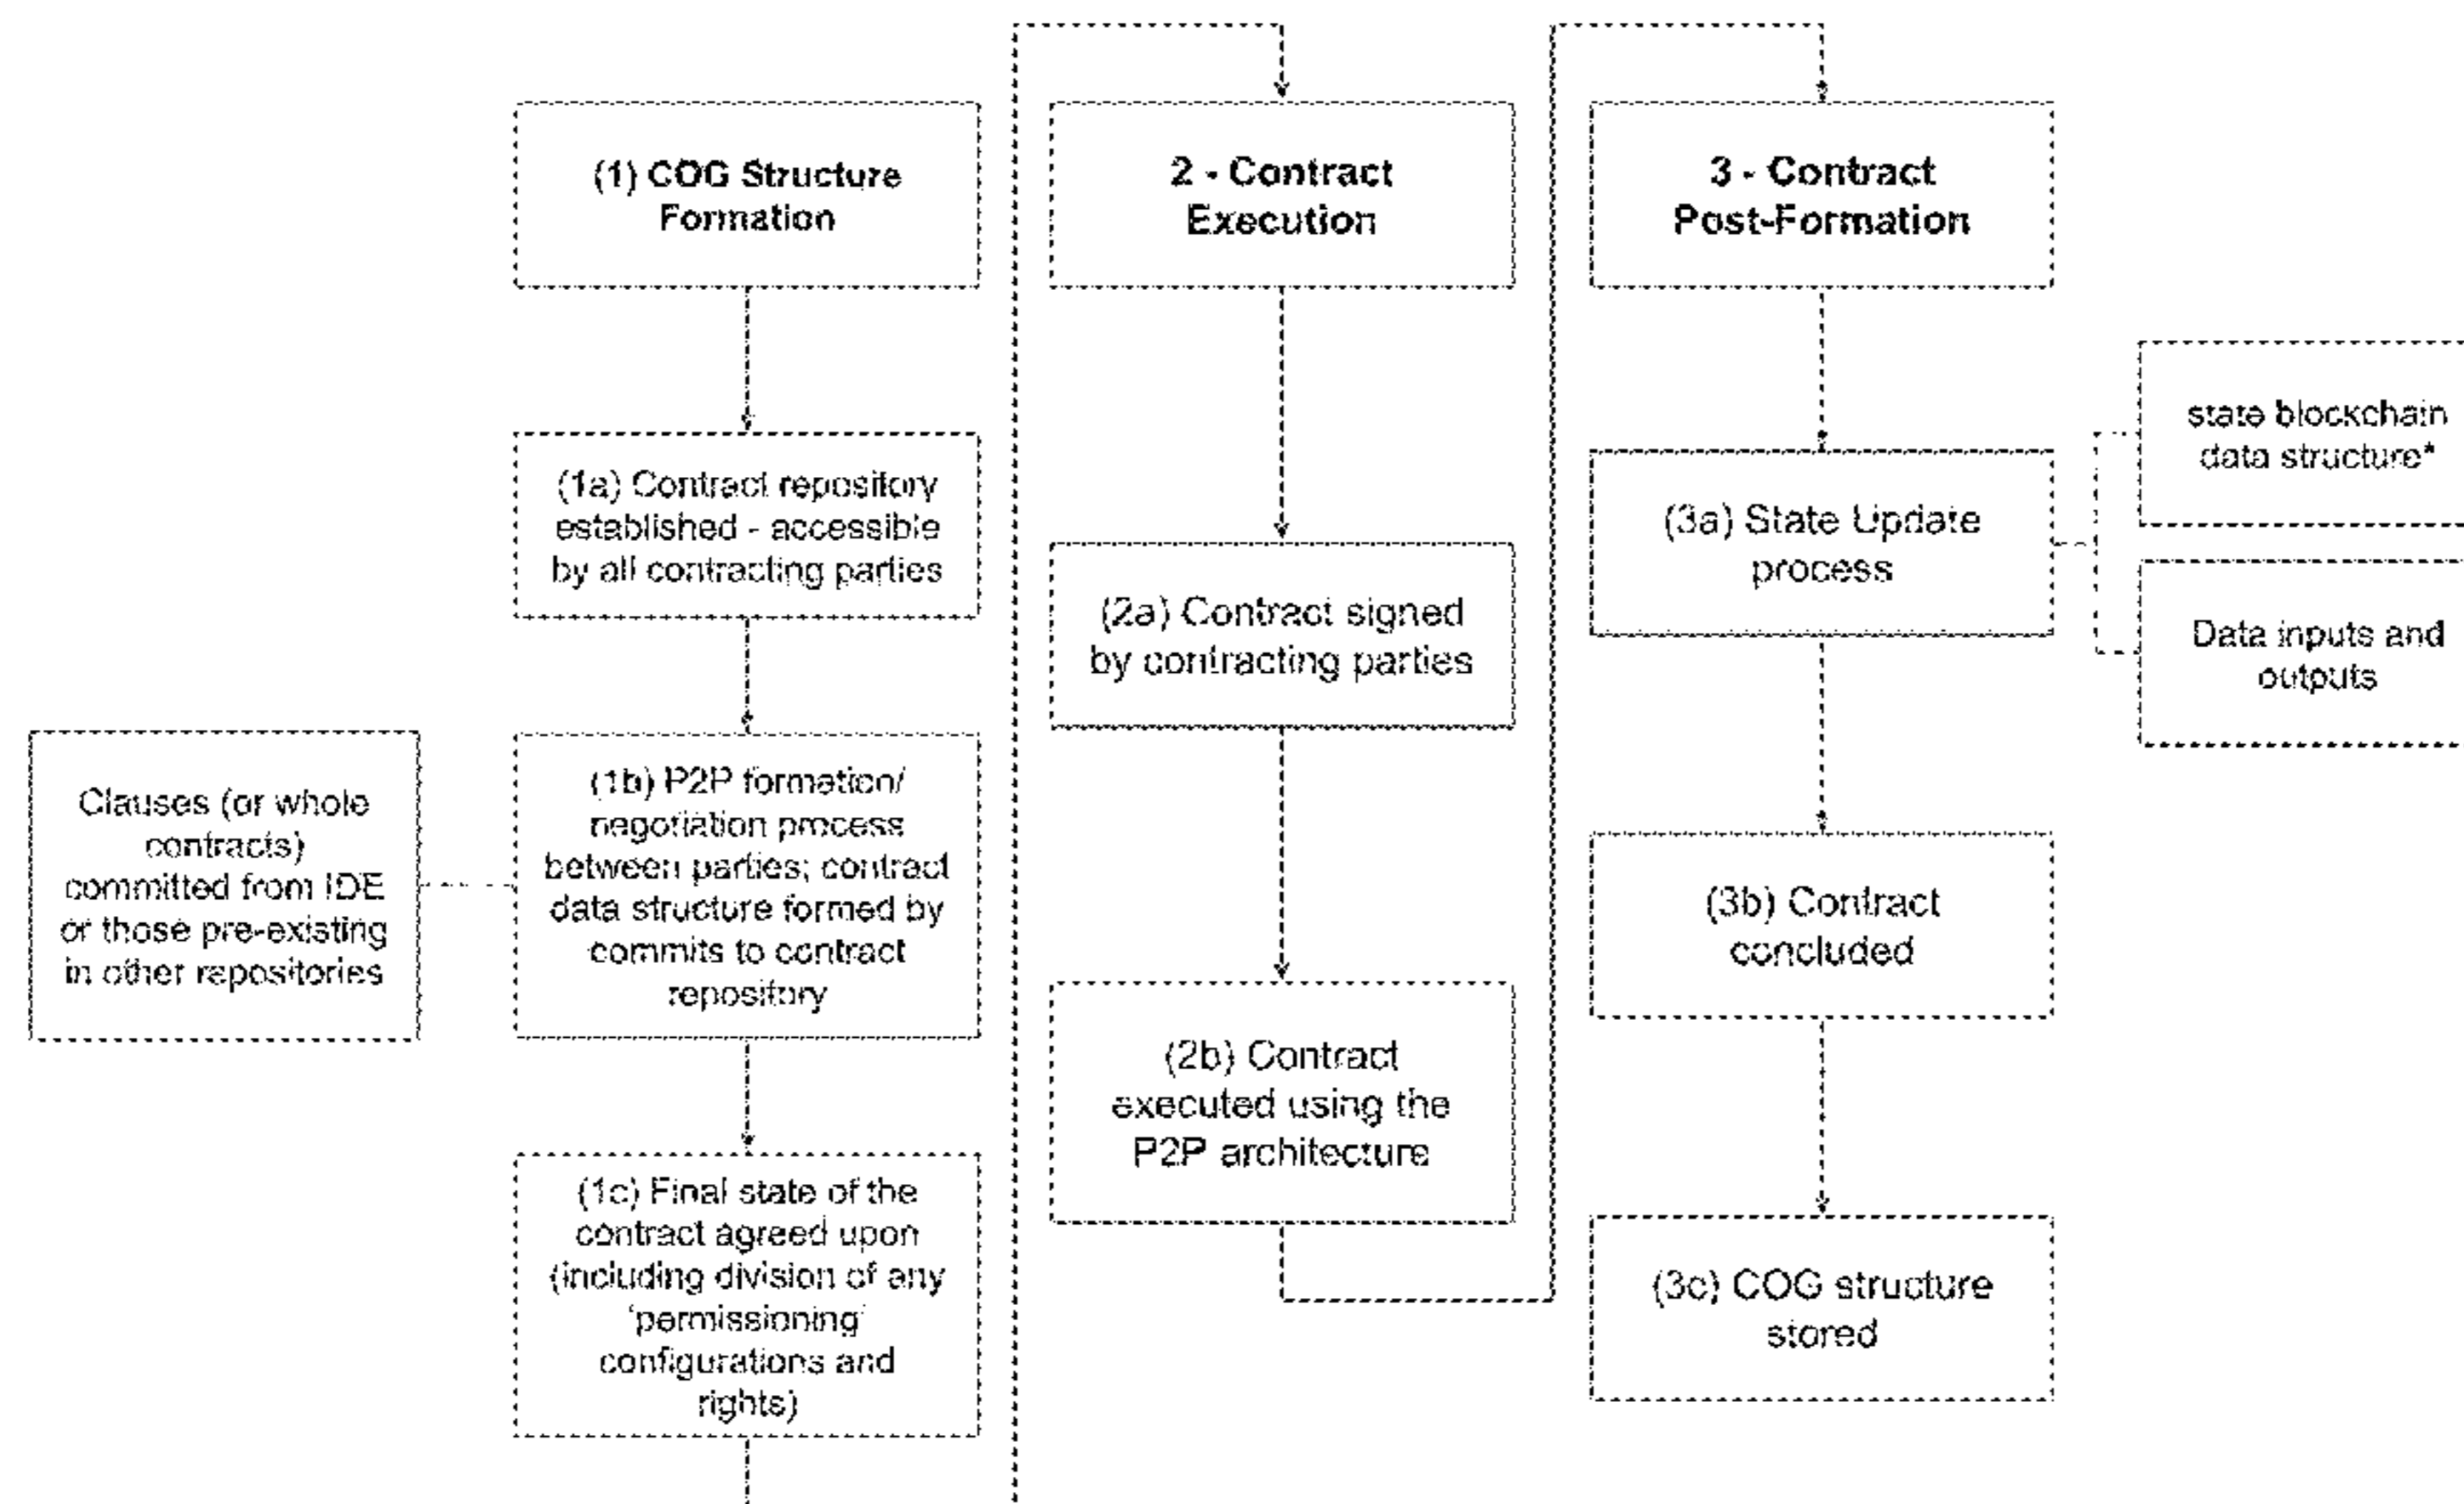 (1) COG Structure
Formation
(1a) Contract repository
established - accessible
by all contracting parties
Clauses (or whole
contracts)
committed from IDE
or those pre-existing
in other repositories
(1b) P2P formation/
negotiation process
between parties; contract
data structure formed by
commits to contract
repository
(1c) Final state of the
contract agreed upon
(including division of any
'permissioning'
configurations and
rights)
2 - Contract
Execution
(2a) Contract signed
by contracting parties
(2b) Contract
executed using the
P2P architecture
3 - Contract
Post-Formation
(3a) State Update
process
state blockchain
data structure*
Data inputs and
outputs
(3b) Contract
concluded
(3c) COG structure
stored